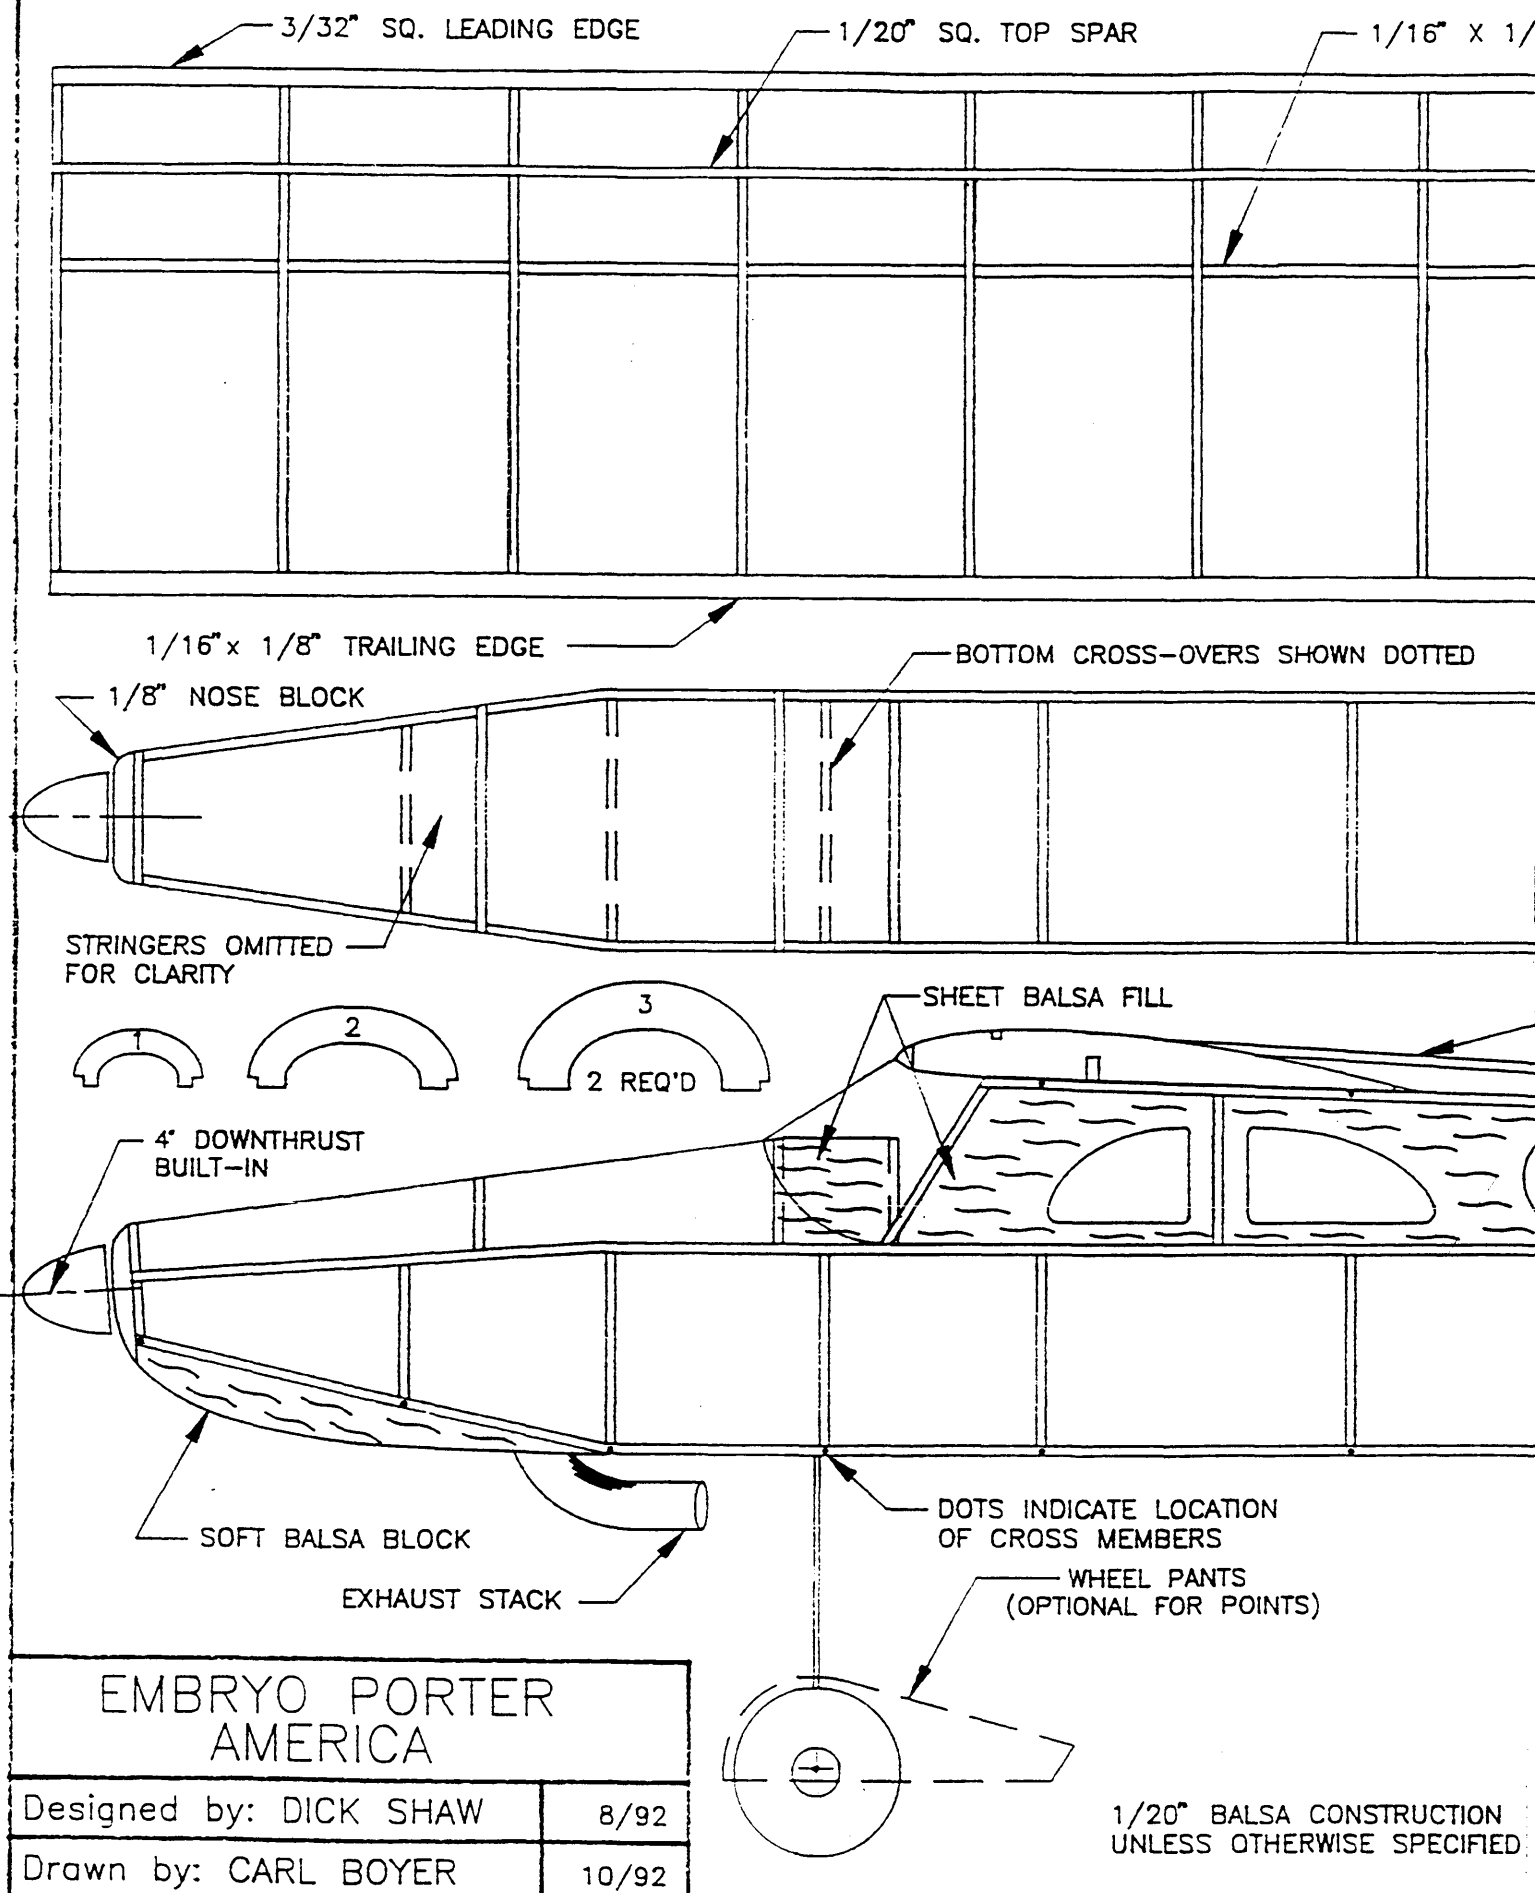 3/32" SQ. LEADING EDGE
1/20" SQ. TOP SPAR
1/16" X 1/
1/16" x 1/8" TRAILING EDGE
BOTTOM CROSS-OVERS SHOWN DOTTED
1/8" NOSE BLOCK
STRINGERS OMITTED
FOR CLARITY
SHEET BALSA FILL
1
2
3
2 REQ'D
4° DOWNTHRUST
BUILT-IN
SOFT BALSA BLOCK
EXHAUST STACK
DOTS INDICATE LOCATION
OF CROSS MEMBERS
WHEEL PANTS
(OPTIONAL FOR POINTS)
EMBRYO PORTER
AMERICA
Designed by: DICK SHAW 8/92
Drawn by: CARL BOYER 10/92
1/20" BALSA CONSTRUCTION
UNLESS OTHERWISE SPECIFIED